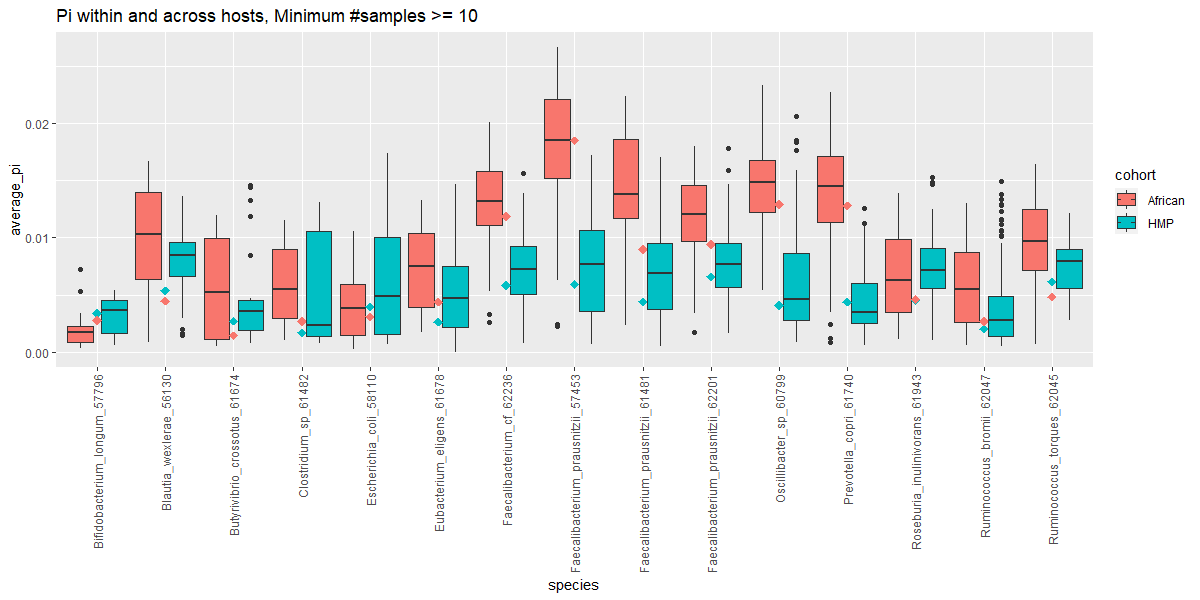 Pi within and across hosts, Minimum #samples >= 10
average_pi
0.02
0.01
0.00
Bifidobacterium_longum_57796
Blautia_wexlerae_56130
Butyrivibrio_crossotus_61674
Clostridium_sp_61482
Escherichia_coli_58110
Eubacterium_eligens_61678
Faecalibacterium_cf_62236
Faecalibacterium_prausnitzii_57453
Faecalibacterium_prausnitzii_61481
Faecalibacterium_prausnitzii_62201
Oscillibacter_sp_60799
Prevotella_copri_61740
Roseburia_inulinivorans_61943
Ruminococcus_bromii_62047
Ruminococcus_torques_62045
species
cohort
African
HMP